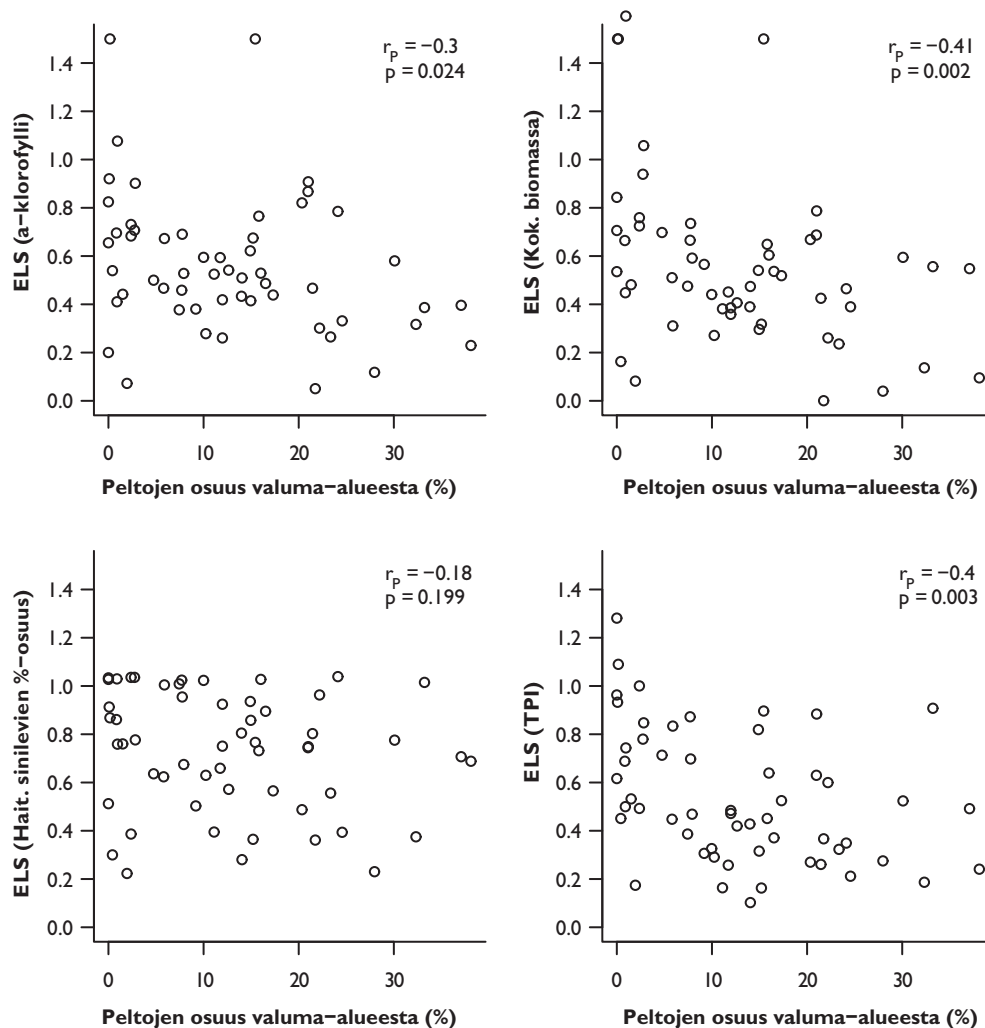 r_P = −0.3
p = 0.024
1.4
1.2
1.0
0.8
0.6
0.4
0.2
0.0
ELS (a−klorofylli)
0 10 20 30
Peltojen osuus valuma−alueesta (%)
r_P = −0.41
p = 0.002
1.4
1.2
1.0
0.8
0.6
0.4
0.2
0.0
ELS (Kok. biomassa)
0 10 20 30
Peltojen osuus valuma−alueesta (%)
r_P = −0.18
p = 0.199
1.4
1.2
1.0
0.8
0.6
0.4
0.2
0.0
ELS (Hait. sinilevien %−osuus)
0 10 20 30
Peltojen osuus valuma−alueesta (%)
r_P = −0.4
p = 0.003
1.4
1.2
1.0
0.8
0.6
0.4
0.2
0.0
ELS (TPI)
0 10 20 30
Peltojen osuus valuma−alueesta (%)